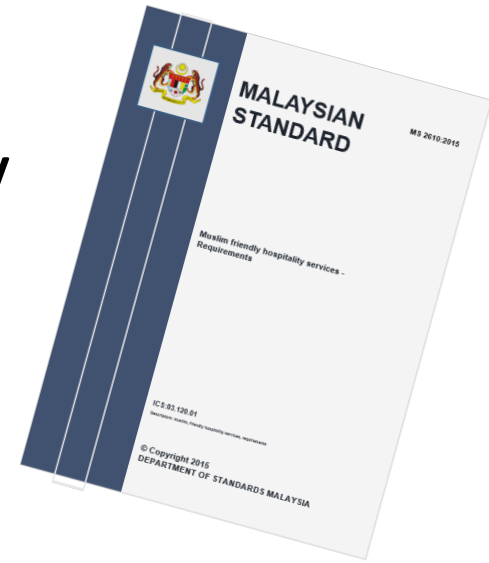 MALAYSIAN
STANDARD
MS 2610:2015
Muslim friendly hospitality services -
Requirements
ICS:03.120.01
Descriptors: muslim, friendly hospitality services, requirements
© Copyright 2015
DEPARTMENT OF STANDARDS MALAYSIA